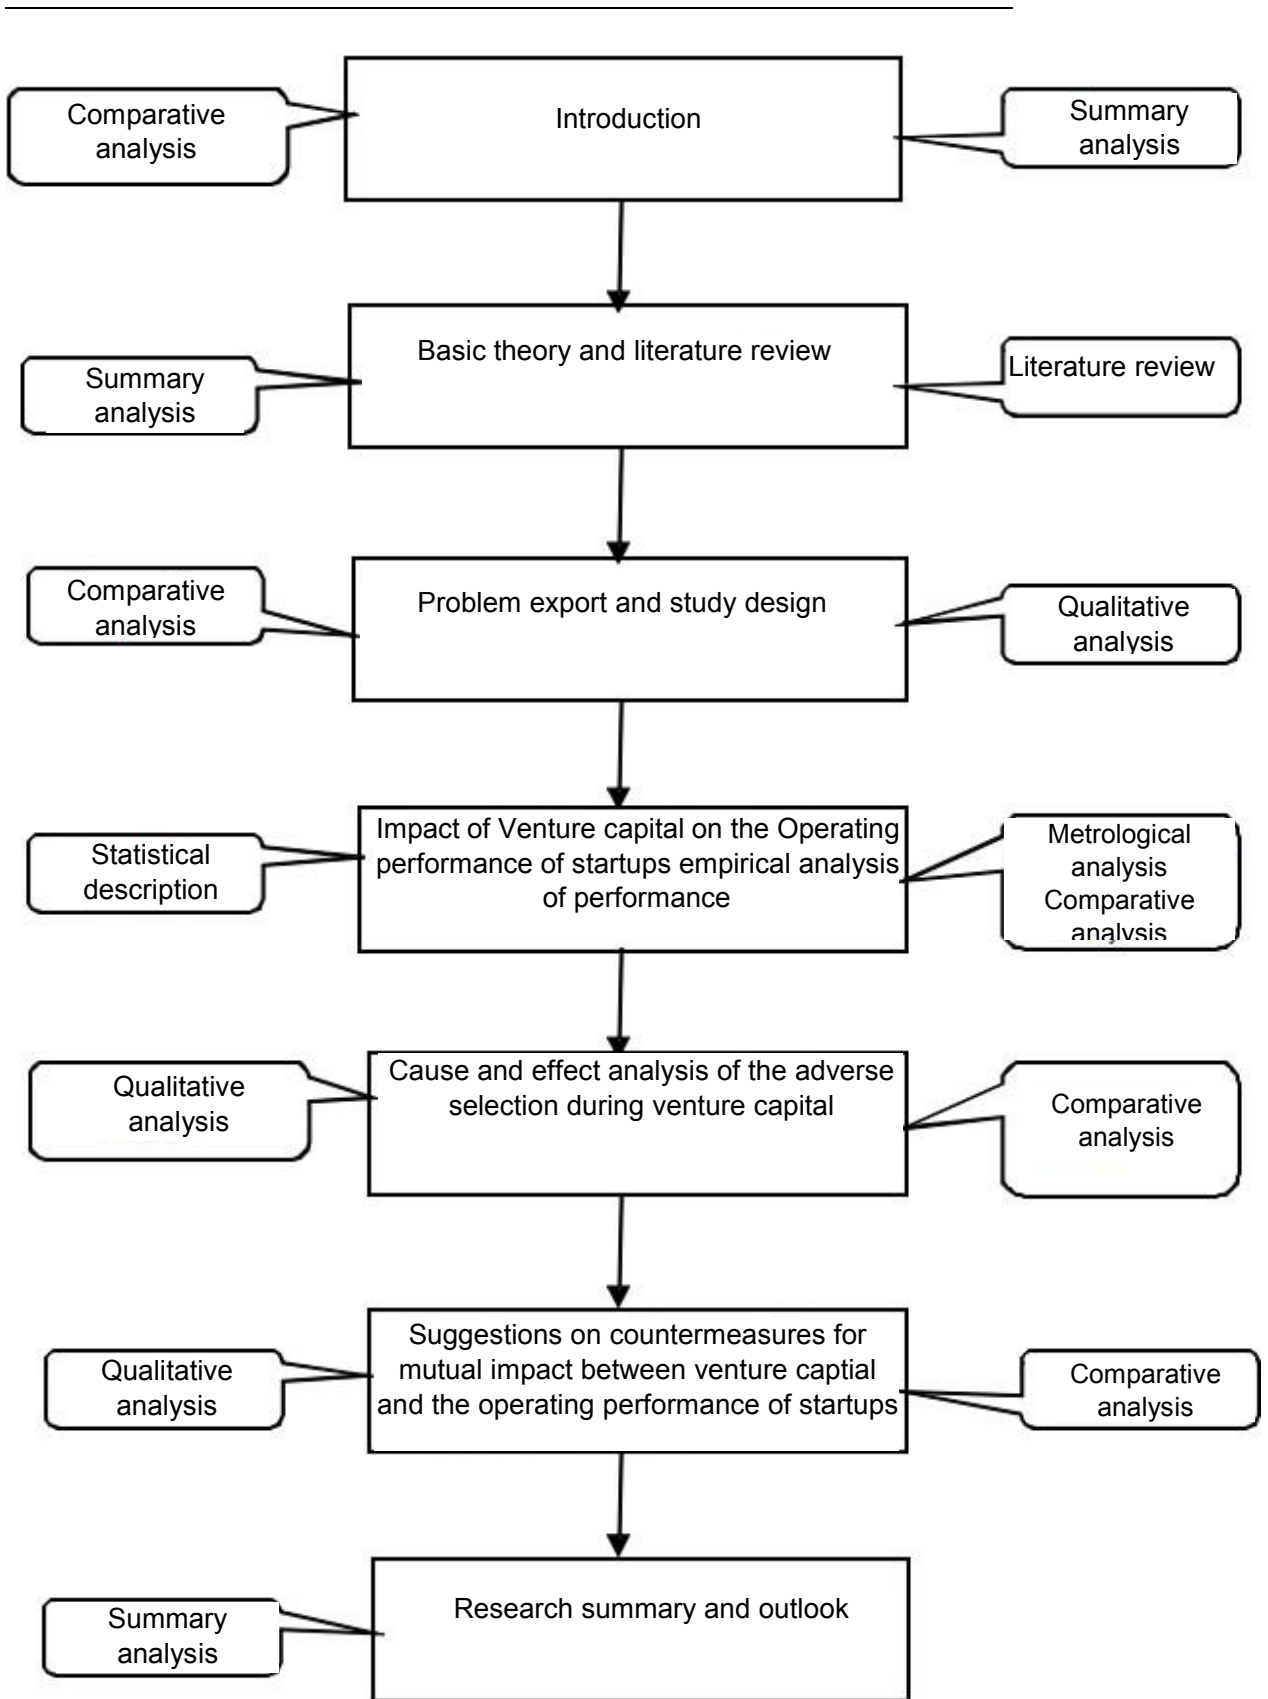 Comparative
analysis
Introduction
Summary
analysis
Summary
analysis
Basic theory and literature review
Literature review
Comparative
analysis
Problem export and study design
Qualitative
analysis
Statistical
description
Impact of Venture capital on the Operating
performance of startups empirical analysis
of performance
Metrological
analysis
Comparative
analysis
Qualitative
analysis
Cause and effect analysis of the adverse
selection during venture capital
Comparative
analysis
Qualitative
analysis
Suggestions on countermeasures for
mutual impact between venture captial
and the operating performance of startups
Comparative
analysis
Summary
analysis
Research summary and outlook